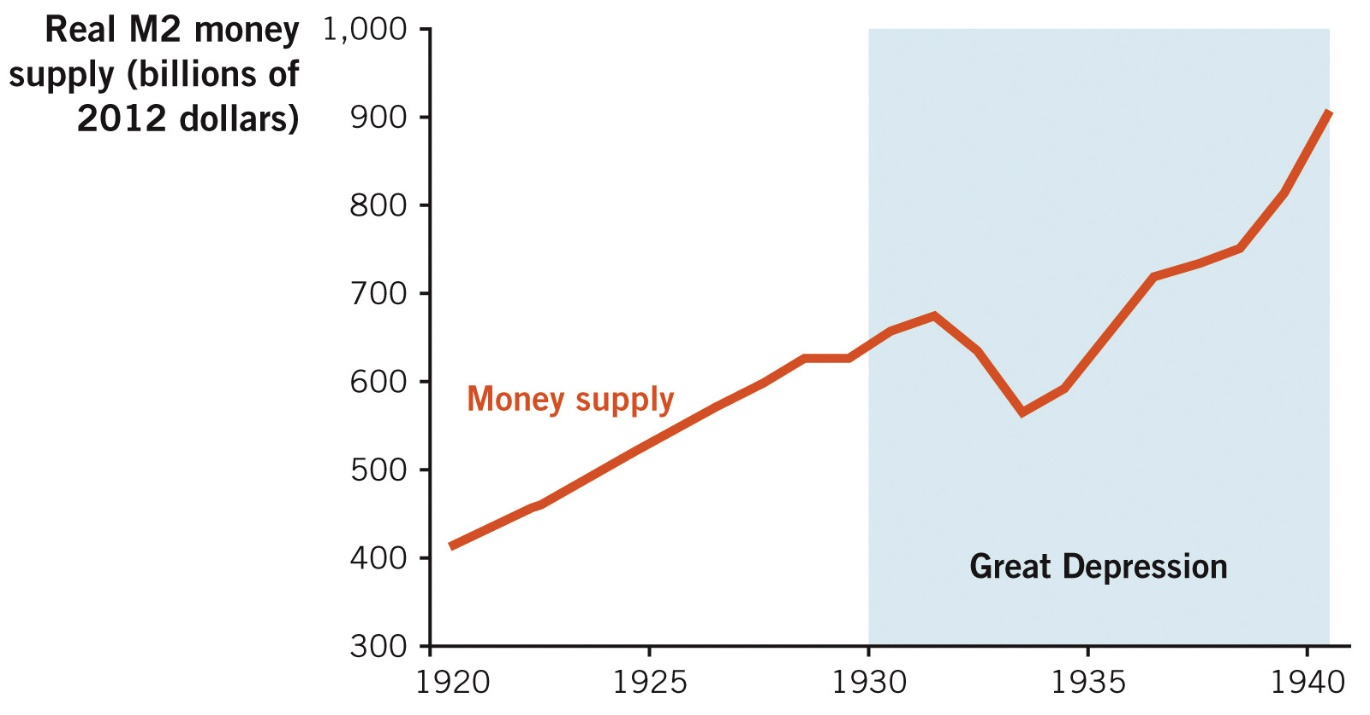 Real M2 money
supply (billions of
2012 dollars)
1,000
900
800
700
600
500
400
300
Money supply
Great Depression
1920 1925 1930 1935 1940